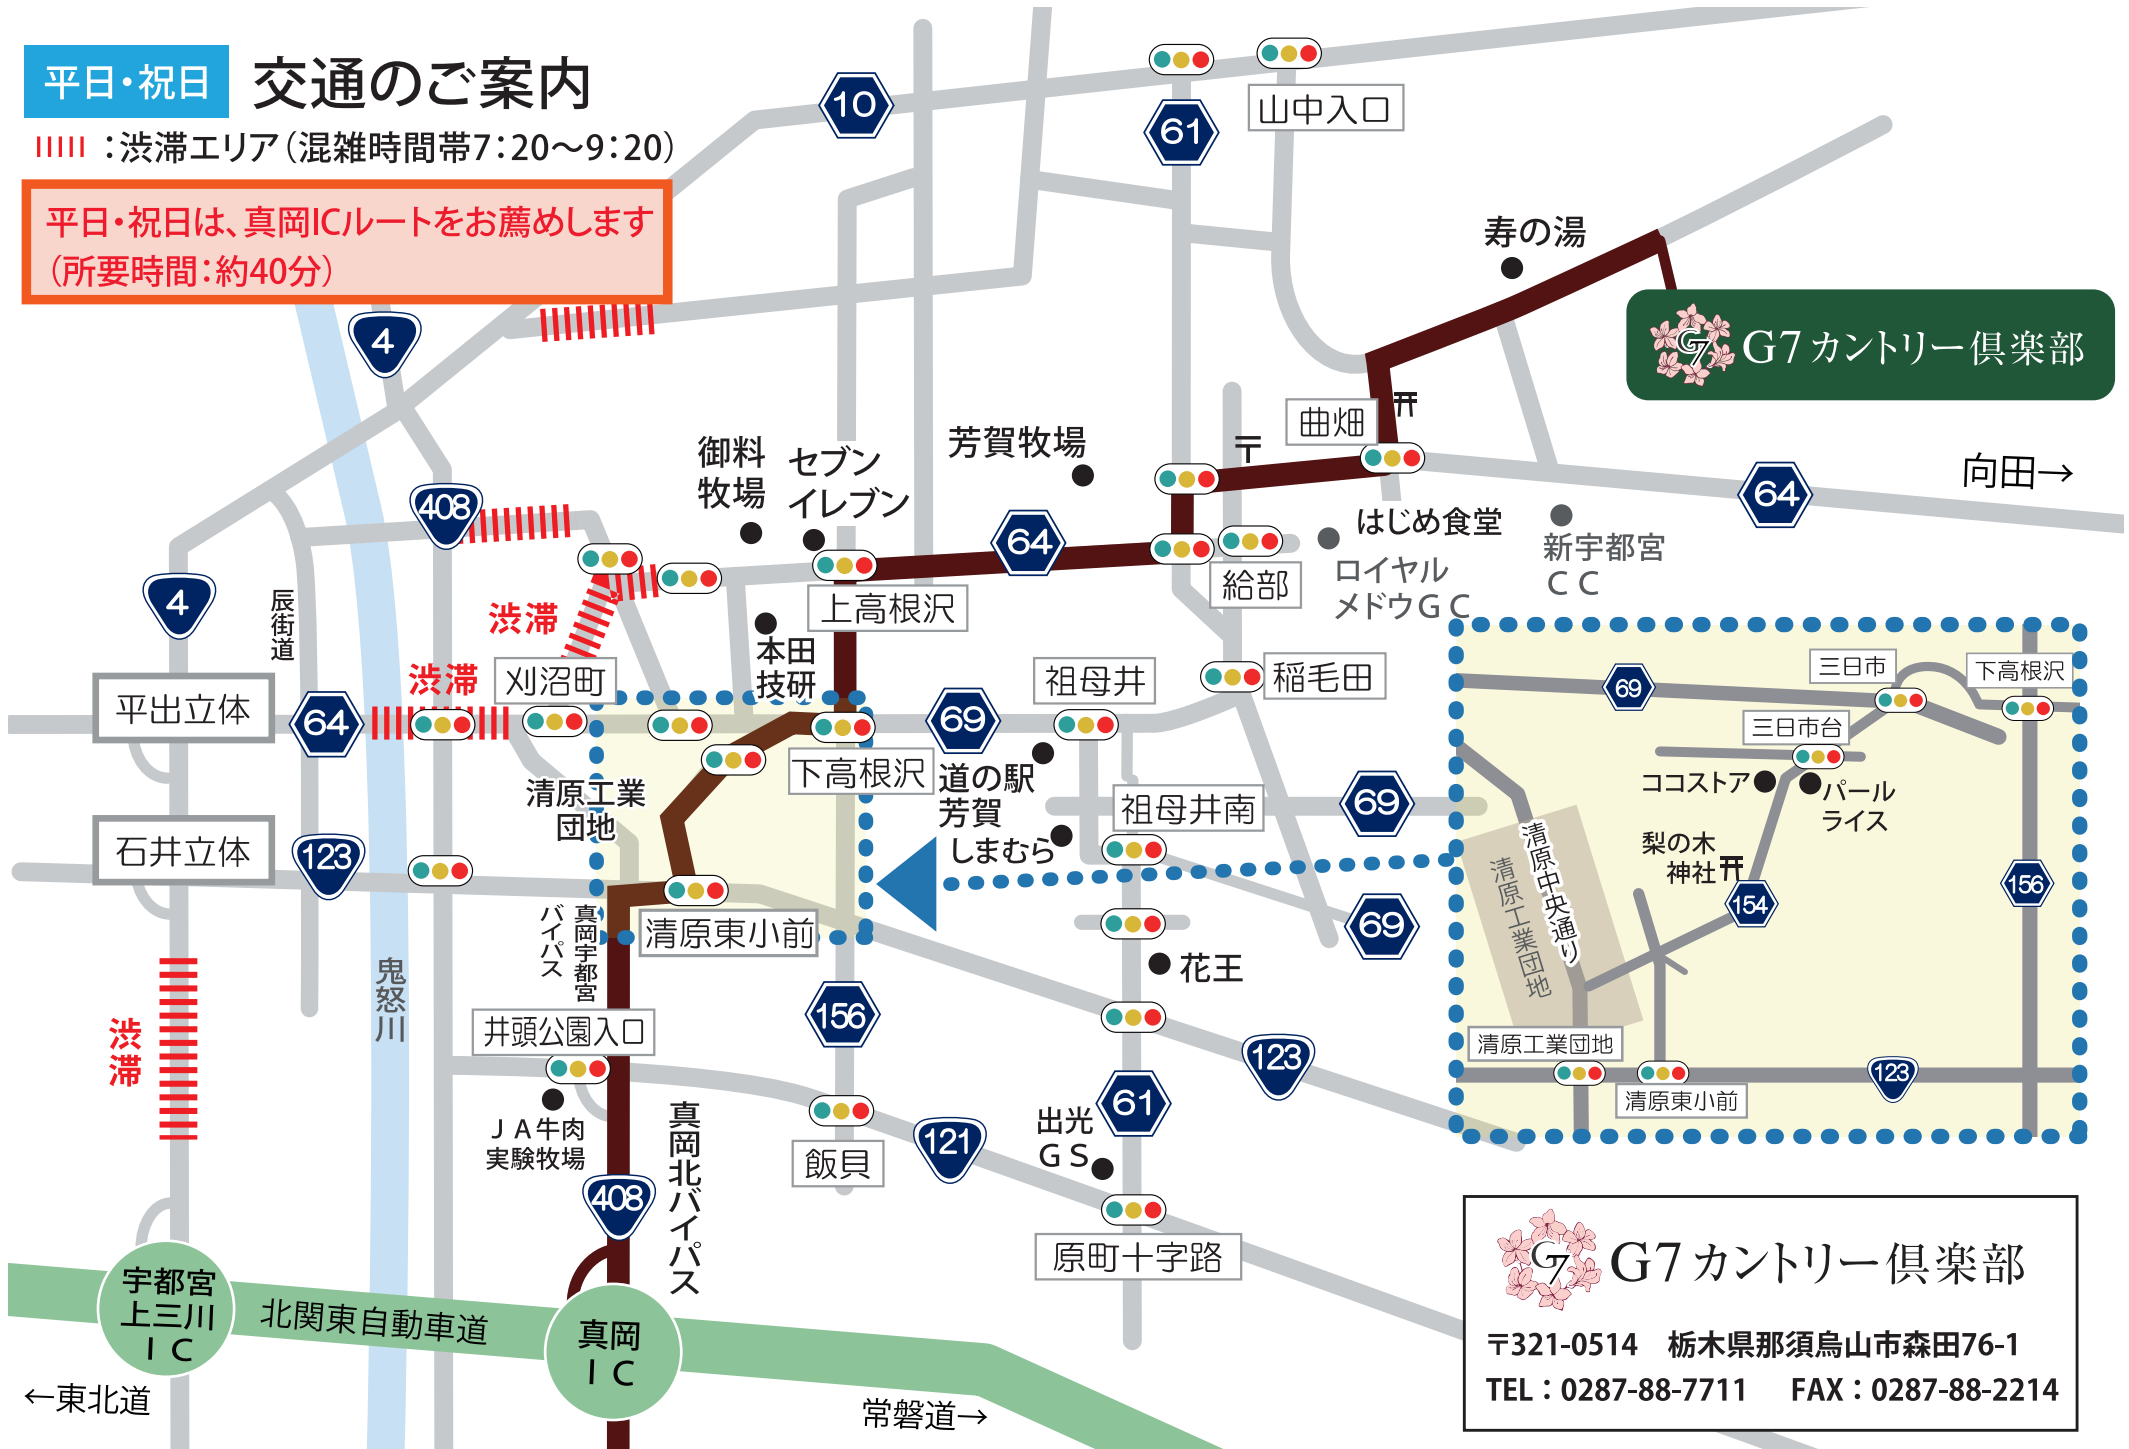 平日・祝日 交通のご案内
：渋滞エリア（混雑時間帯7：20〜9：20）
平日・祝日は、真岡ICルートをお薦めします
（所要時間：約40分）
10
61
山中入口
寿の湯
G7
G7カントリー倶楽部
4
曲畑
〒
芳賀牧場
御料
牧場
セブン
イレブン
408
64
64
向田→
はじめ食堂
新宇都宮
ＣＣ
ロイヤル
メドウＧＣ
給部
上高根沢
4
辰街道
渋滞
渋滞
刈沼町
本田
技研
祖母井
稲毛田
平出立体
64
69
下高根沢
道の駅
芳賀
しまむら
祖母井南
69
清原工業
団地
石井立体
123
69
清原東小前
真岡宇都宮
バイパス
花王
鬼怒川
渋滞
井頭公園入口
156
123
ＪＡ牛肉
実験牧場
真岡北バイパス
408
飯貝
121
出光
ＧＳ
61
原町十字路
宇都宮
上三川
ＩＣ
北関東自動車道
真岡
ＩＣ
←東北道
常磐道→
三日市
下高根沢
69
三日市台
ココストア
パール
ライス
梨の木
神社
清原中央通り
清原工業団地
154
156
清原工業団地
123
清原東小前
G7
G7カントリー倶楽部
〒321-0514　栃木県那須烏山市森田76-1
TEL：0287-88-7711　FAX：0287-88-2214